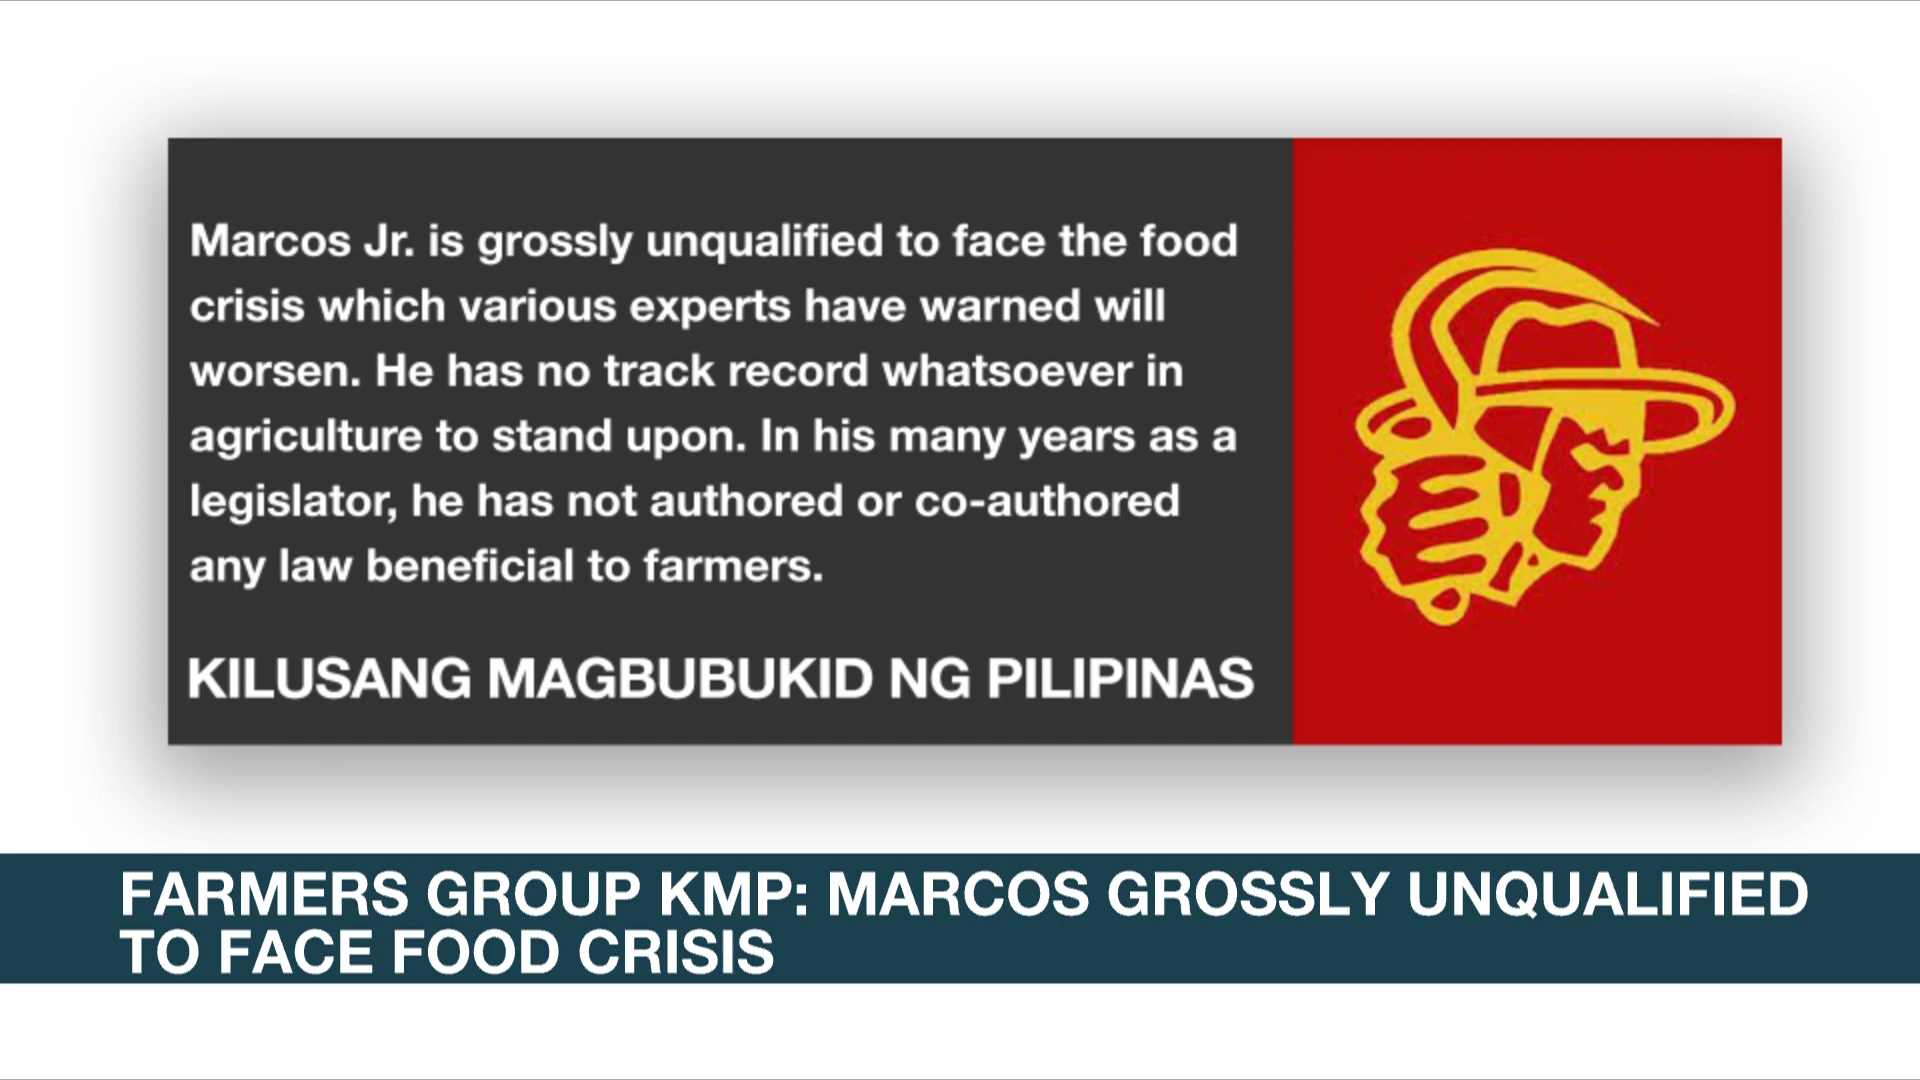 Marcos Jr. is grossly unqualified to face the food
crisis which various experts have warned will
worsen. He has no track record whatsoever in
agriculture to stand upon. In his many years as a
legislator, he has not authored or co-authored
any law beneficial to farmers.
KILUSANG MAGBUBUKID NG PILIPINAS
FARMERS GROUP KMP: MARCOS GROSSLY UNQUALIFIED
TO FACE FOOD CRISIS